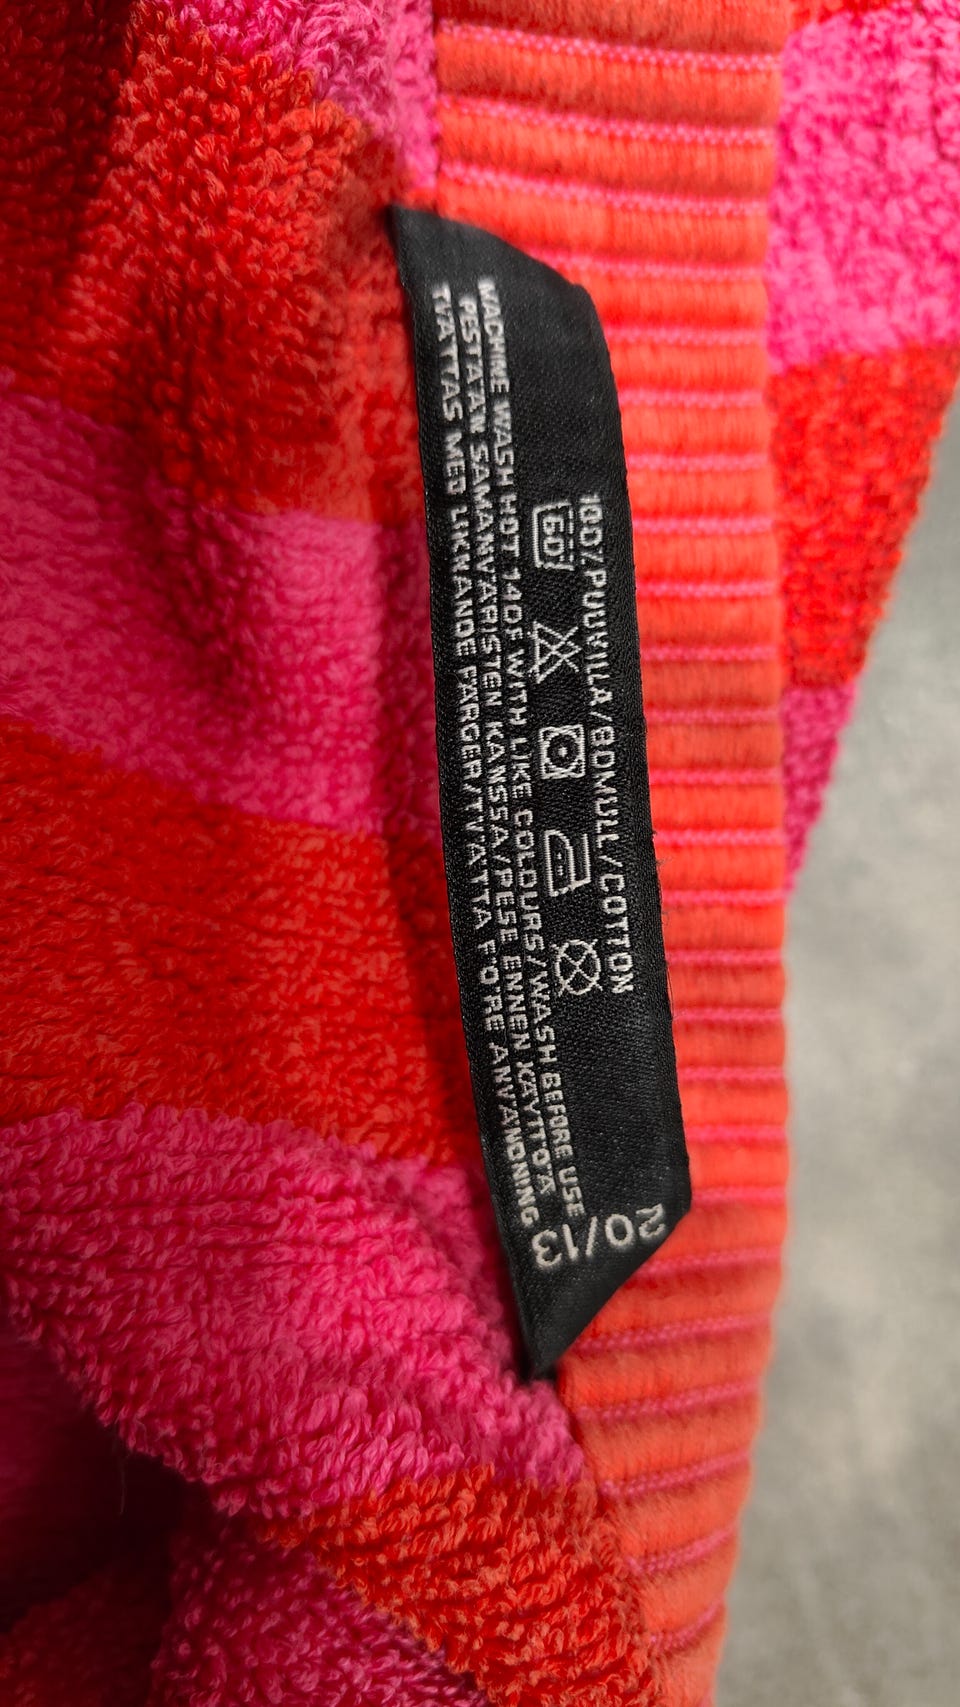 100%PUUVILLA/BOMULL/COTTON
60
MACHINE WASH HOT 140F WITH LIKE COLOURS/WASH BEFORE USE
PESTÄÄN SAMANVÄRISTEN KANSSA/PESE ENNEN KÄYTTÖÄ
TVÄTTAS MED LIKNANDE FÄRGER/TVÄTTA FÖRE ANVÄNDNING
20/13